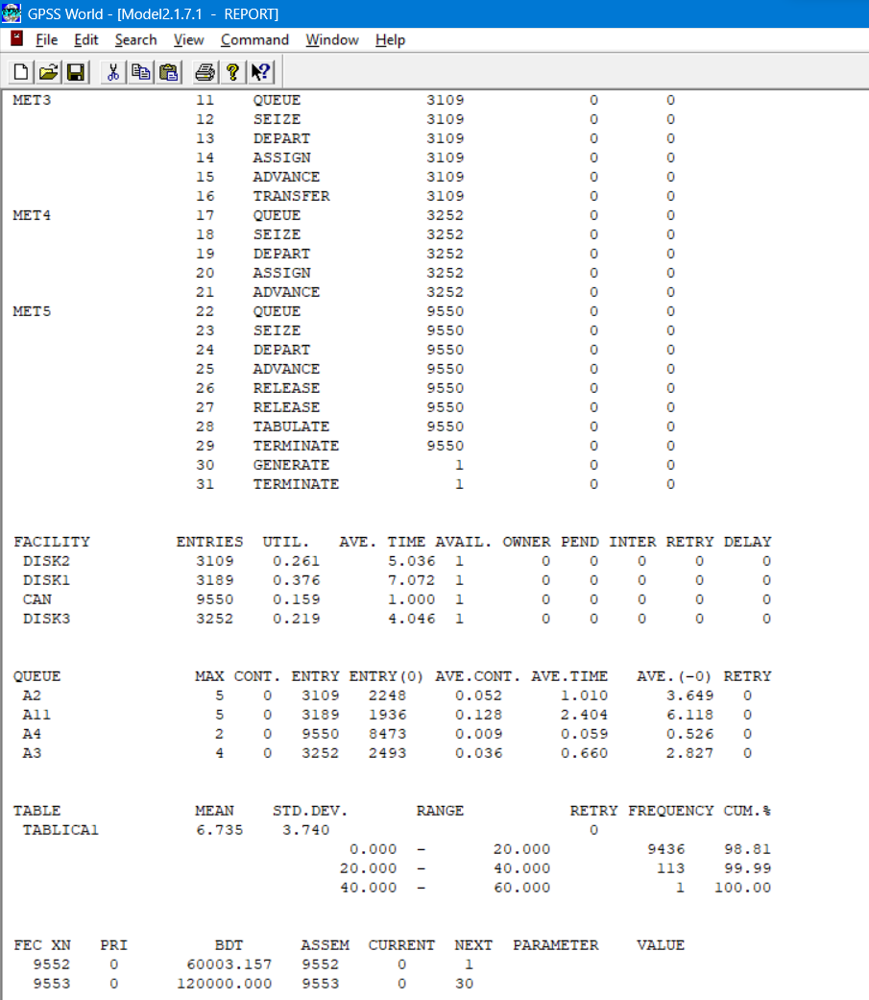 GPSS World - [Model2.1.7.1 - REPORT]
File Edit Search View Command Window Help
MET3 11 QUEUE 3109 0 0
12 SEIZE 3109 0 0
13 DEPART 3109 0 0
14 ASSIGN 3109 0 0
15 ADVANCE 3109 0 0
16 TRANSFER 3109 0 0
MET4 17 QUEUE 3252 0 0
18 SEIZE 3252 0 0
19 DEPART 3252 0 0
20 ASSIGN 3252 0 0
21 ADVANCE 3252 0 0
MET5 22 QUEUE 9550 0 0
23 SEIZE 9550 0 0
24 DEPART 9550 0 0
25 ADVANCE 9550 0 0
26 RELEASE 9550 0 0
27 RELEASE 9550 0 0
28 TABULATE 9550 0 0
29 TERMINATE 9550 0 0
30 GENERATE 1 0 0
31 TERMINATE 1 0 0
FACILITY ENTRIES UTIL. AVE. TIME AVAIL. OWNER PEND INTER RETRY DELAY
DISK2 3109 0.261 5.036 1 0 0 0 0 0
DISK1 3189 0.376 7.072 1 0 0 0 0 0
CAN 9550 0.159 1.000 1 0 0 0 0 0
DISK3 3252 0.219 4.046 1 0 0 0 0 0
QUEUE MAX CONT. ENTRY ENTRY(0) AVE.CONT. AVE.TIME AVE.(-0) RETRY
A2 5 0 3109 2248 0.052 1.010 3.649 0
A11 5 0 3189 1936 0.128 2.404 6.118 0
A4 2 0 9550 8473 0.009 0.059 0.526 0
A3 4 0 3252 2493 0.036 0.660 2.827 0
TABLE MEAN STD.DEV. RANGE RETRY FREQUENCY CUM.%
TABLICA1 6.735 3.740 0
0.000 - 20.000 9436 98.81
20.000 - 40.000 113 99.99
40.000 - 60.000 1 100.00
FEC XN PRI BDT ASSEM CURRENT NEXT PARAMETER VALUE
9552 0 60003.157 9552 0 1
9553 0 120000.000 9553 0 30